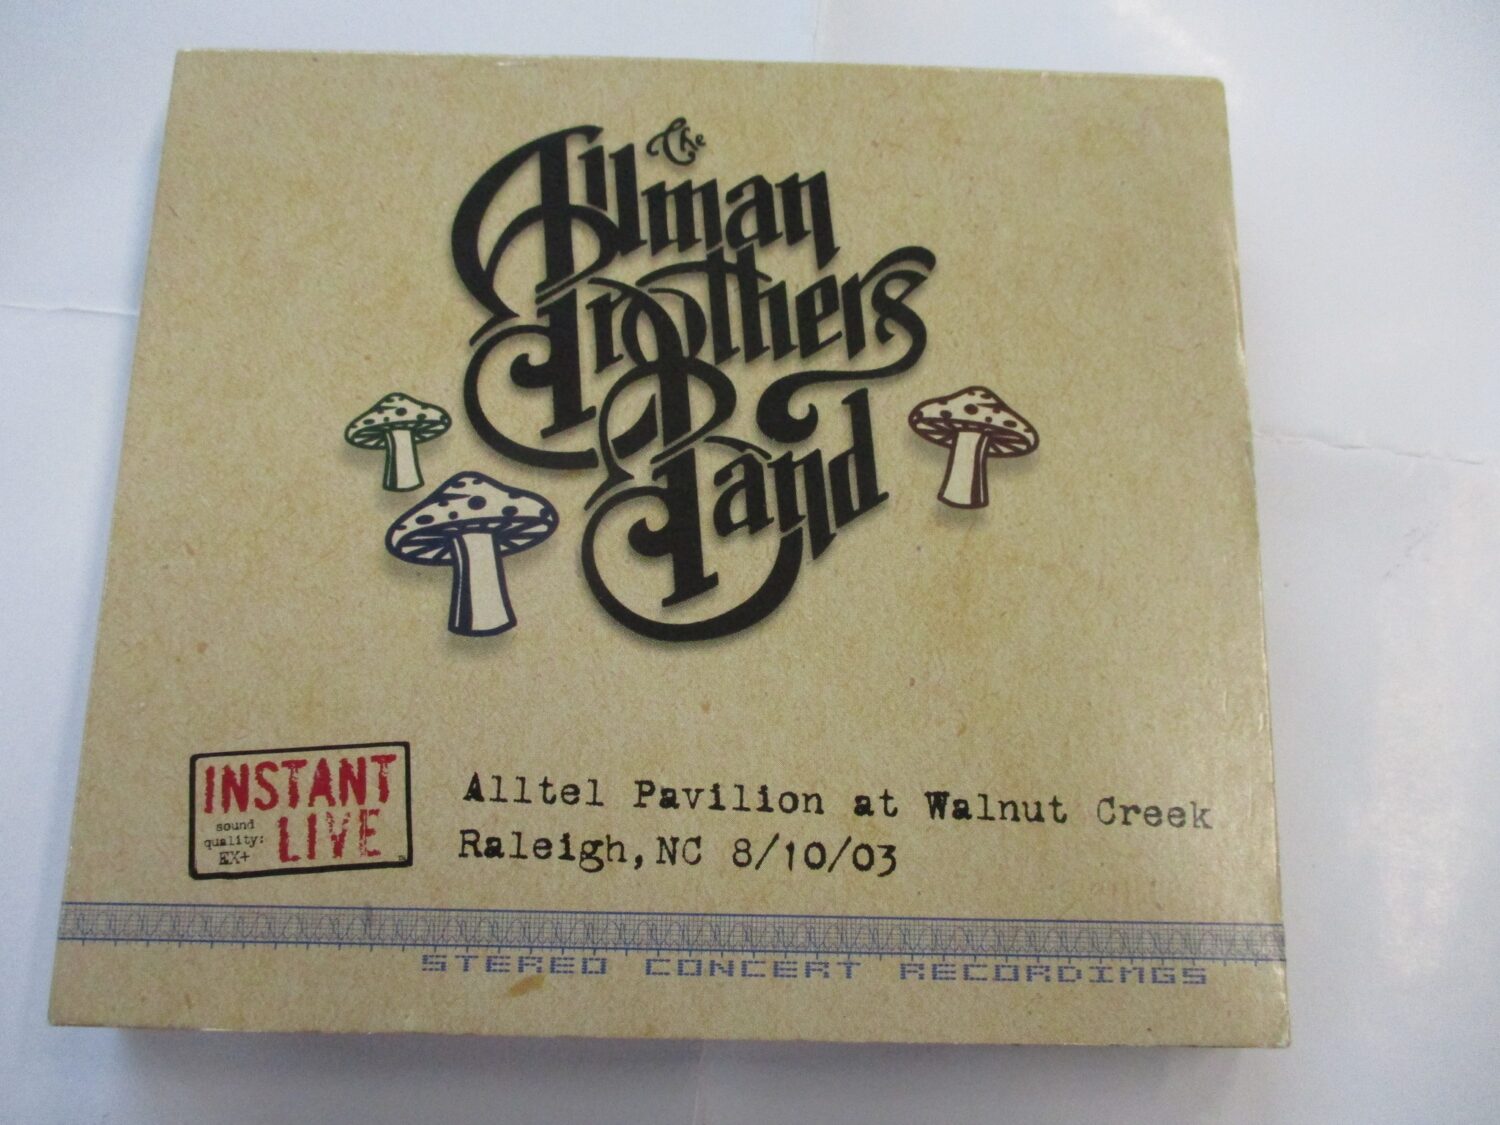 The
Allman
Brothers
Band
INSTANT
LIVE
sound
quality:
EX+
Alltel Pavilion at Walnut Creek
Raleigh, NC 8/10/03
STEREO CONCERT RECORDINGS